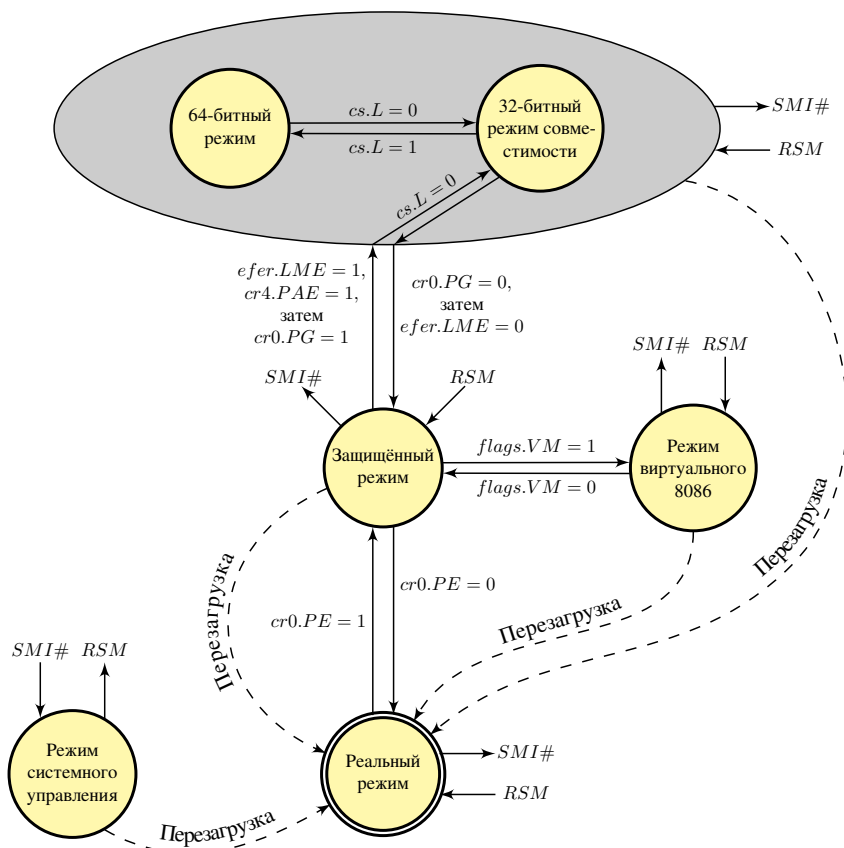 64-битный
режим
cs.L = 0
cs.L = 1
32-битный
режим совме-
стимости
SMI#
RSM
cs.L = 0
efer.LME = 1,
cr4.PAE = 1,
затем
cr0.PG = 1
cr0.PG = 0,
затем
efer.LME = 0
SMI#
RSM
SMI# RSM
Защищённый
режим
flags.VM = 1
flags.VM = 0
Режим
виртуального
8086
Перезагрузка
Перезагрузка
Перезагрузка
cr0.PE = 1
cr0.PE = 0
SMI# RSM
Режим
системного
управления
Перезагрузка
Реальный
режим
SMI#
RSM